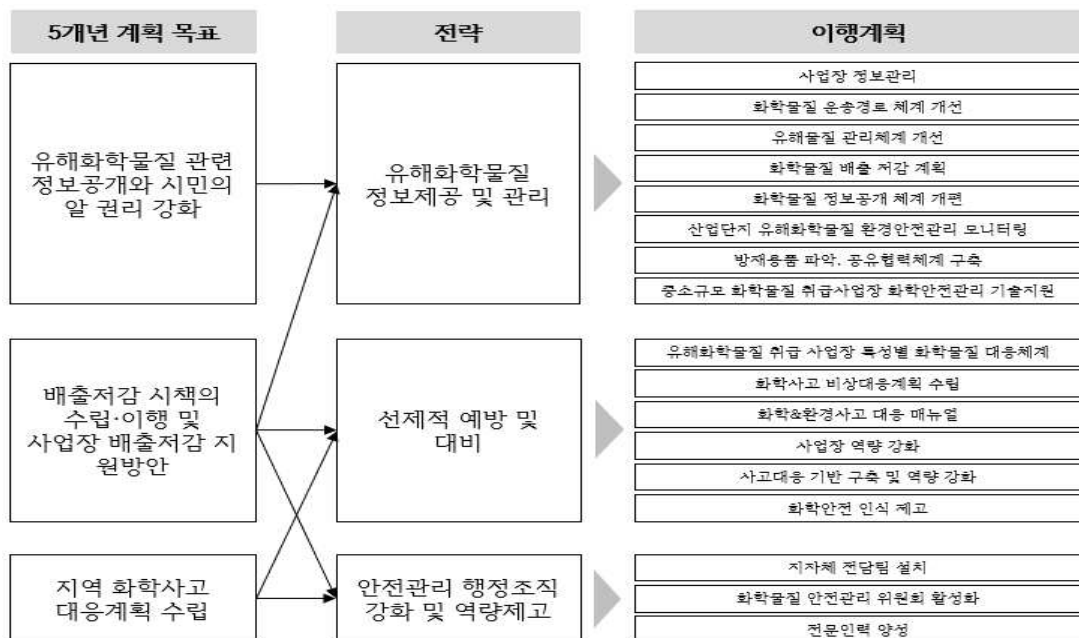 5개년 계획 목표
전략
이행계획
유해화학물질 관련
정보공개와 시민의
알 권리 강화
유해화학물질
정보제공 및 관리
사업장 정보관리
화학물질 운송경로 체계 개선
유해물질 관리체계 개선
화학물질 배출 저감 계획
화학물질 정보공개 체계 개편
산업단지 유해화학물질 환경안전관리 모니터링
방재용품 파악. 공유협력체계 구축
중소규모 화학물질 취급사업장 화학안전관리 기술지원
배출저감 시책의
수립·이행 및
사업장 배출저감 지
원방안
선제적 예방 및
대비
유해화학물질 취급 사업장 특성별 화학물질 대응체계
화학사고 비상대응계획 수립
화학&환경사고 대응 매뉴얼
사업장 역량 강화
사고대응 기반 구축 및 역량 강화
화학안전 인식 제고
지역 화학사고
대응계획 수립
안전관리 행정조직
강화 및 역량제고
지자체 전담팀 설치
화학물질 안전관리 위원회 활성화
전문인력 양성